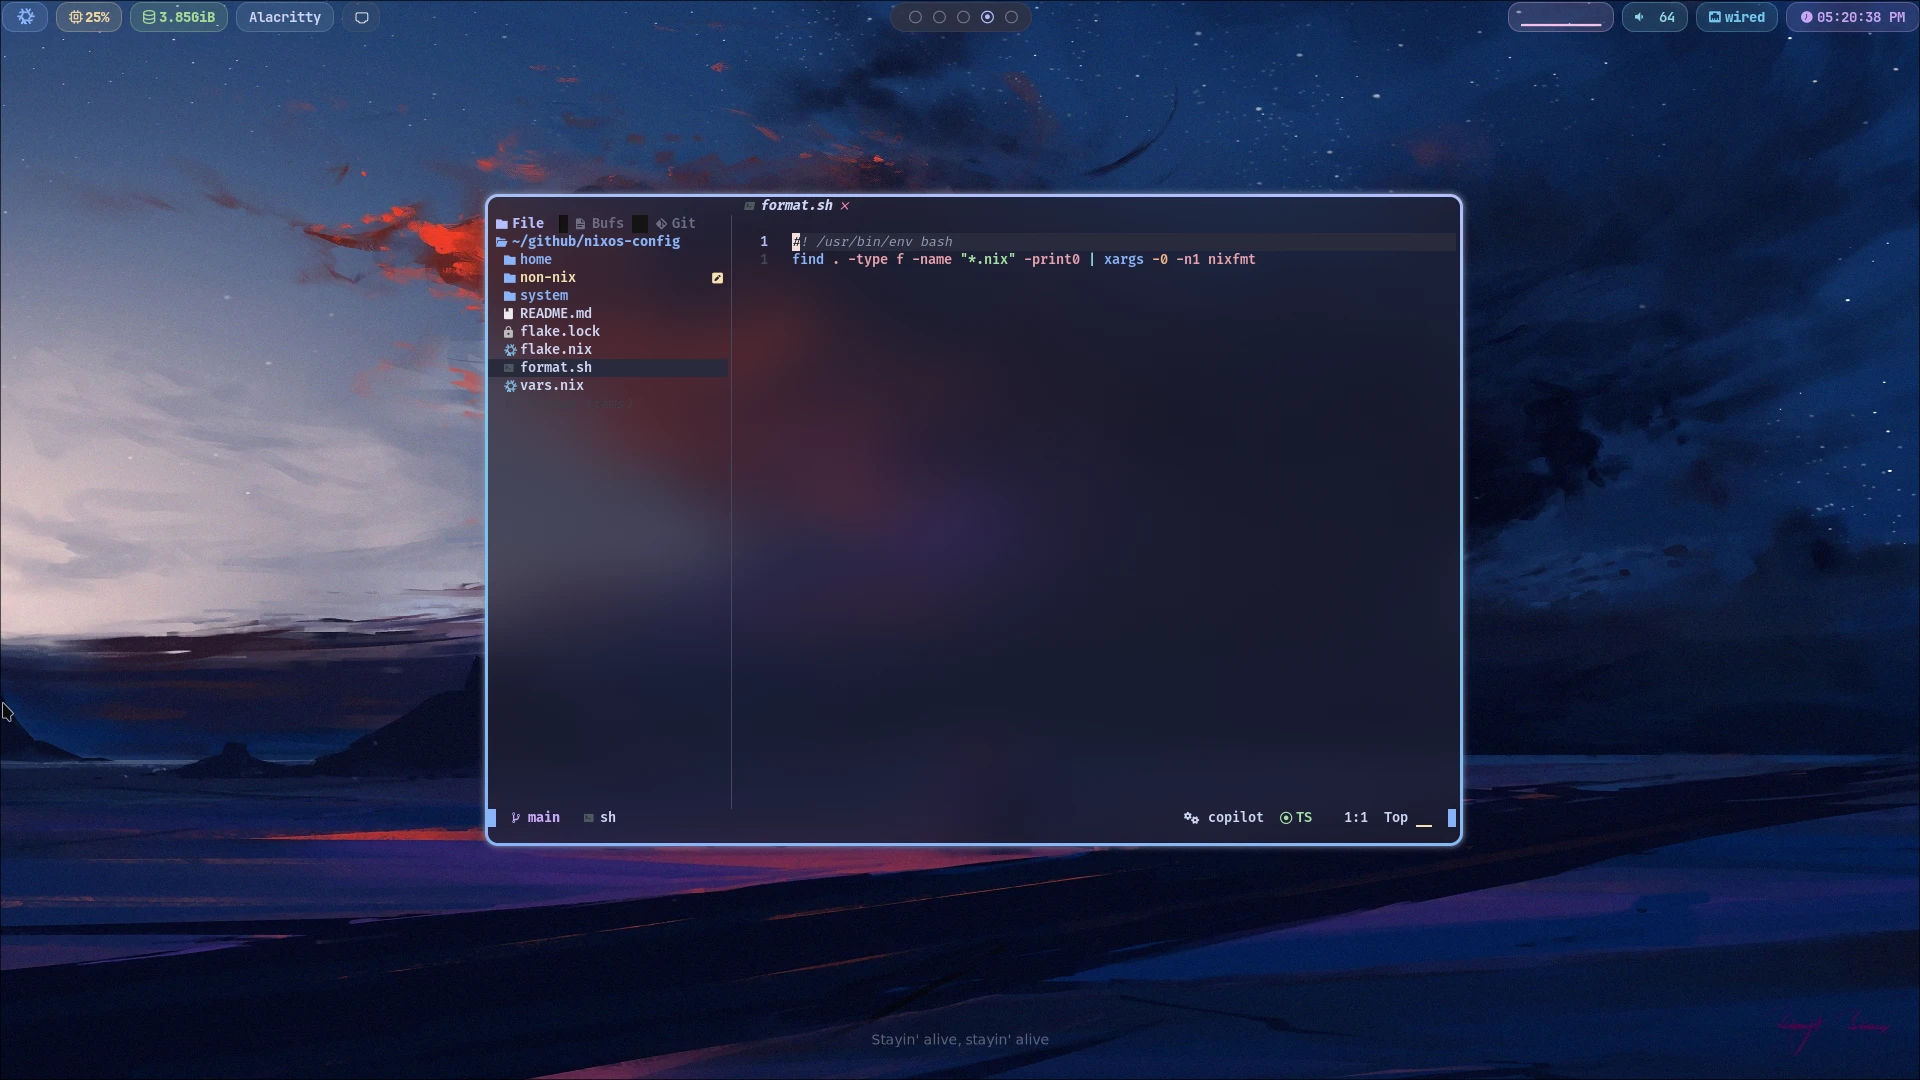 25% 3.85GiB Alacritty 64 wired 05:20:38 PM
format.sh
File Bufs Git
~/github/nixos-config
home
non-nix
system
README.md
flake.lock
flake.nix
format.sh
vars.nix
1 #! /usr/bin/env bash
1 find . -type f -name "*.nix" -print0 | xargs -0 -n1 nixfmt
main sh copilot TS 1:1 Top
Stayin' alive, stayin' alive